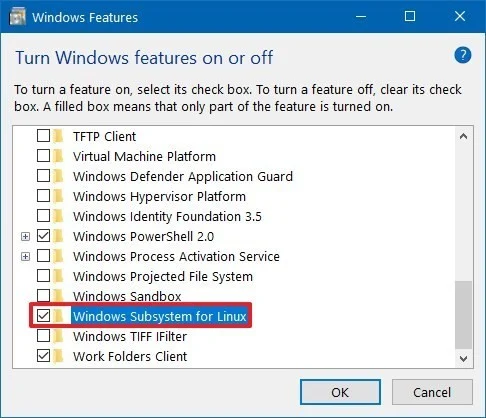 Windows Features
Turn Windows features on or off
To turn a feature on, select its check box. To turn a feature off, clear its check
box. A filled box means that only part of the feature is turned on.
TFTP Client
Virtual Machine Platform
Windows Defender Application Guard
Windows Hypervisor Platform
Windows Identity Foundation 3.5
Windows PowerShell 2.0
Windows Process Activation Service
Windows Projected File System
Windows Sandbox
Windows Subsystem for Linux
Windows TIFF IFilter
Work Folders Client
OK Cancel